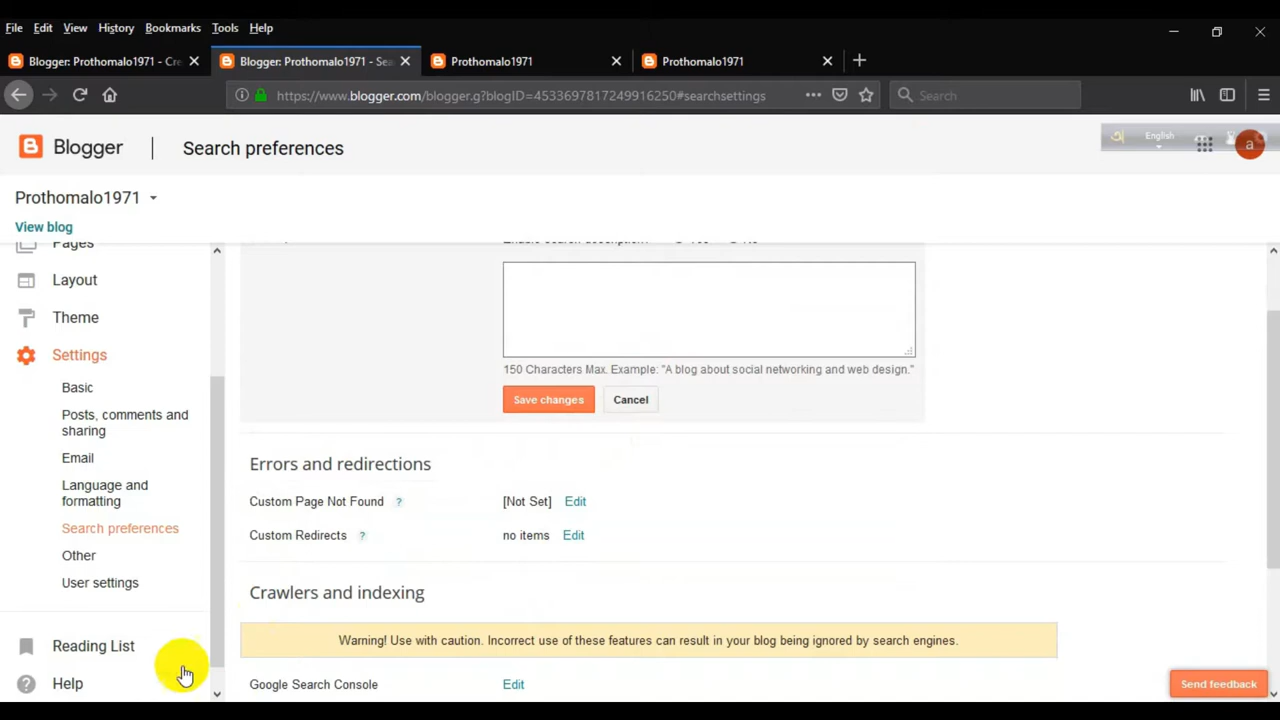 File Edit View History Bookmarks Tools Help
Blogger: Prothomalo1971 - Cre
Blogger: Prothomalo1971 - Sea
Prothomalo1971
Prothomalo1971
https://www.blogger.com/blogger.g?blogID=4533697817249916250#searchsettings
Search
Blogger
Search preferences
অ English
a
Prothomalo1971
View blog
Pages
Layout
Theme
Settings
Basic
Posts, comments and
sharing
Email
Language and
formatting
Search preferences
Other
User settings
Reading List
Help
150 Characters Max. Example: "A blog about social networking and web design."
Save changes Cancel
Errors and redirections
Custom Page Not Found ? [Not Set] Edit
Custom Redirects ? no items Edit
Crawlers and indexing
Warning! Use with caution. Incorrect use of these features can result in your blog being ignored by search engines.
Google Search Console Edit
Send feedback